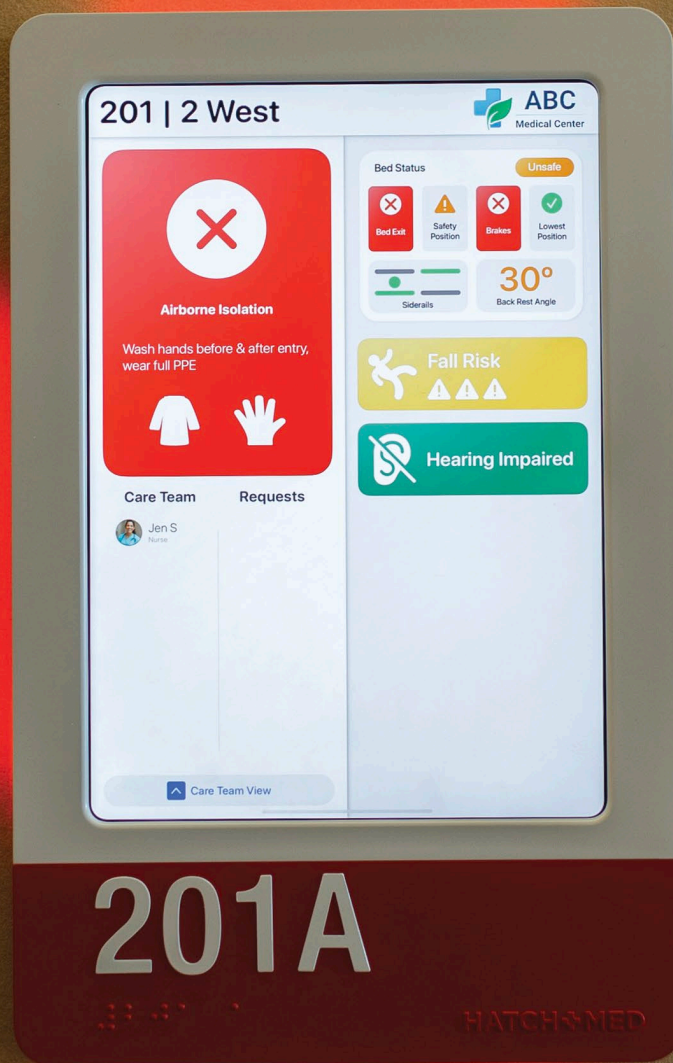 201 | 2 West
ABC
Medical Center
Airborne Isolation
Wash hands before & after entry,
wear full PPE
Care Team
Requests
Jen S
Nurse
Care Team View
Bed Status
Unsafe
Bed Exit
Safety
Position
Brakes
Lowest
Position
Siderails
30°
Back Rest Angle
Fall Risk
Hearing Impaired
201A
HATCH MED